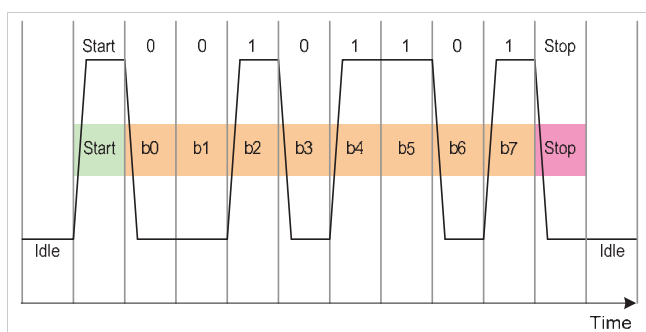 Start 0 0 1 0 1 1 0 1 Stop
Start b0 b1 b2 b3 b4 b5 b6 b7 Stop
Idle Idle
Time